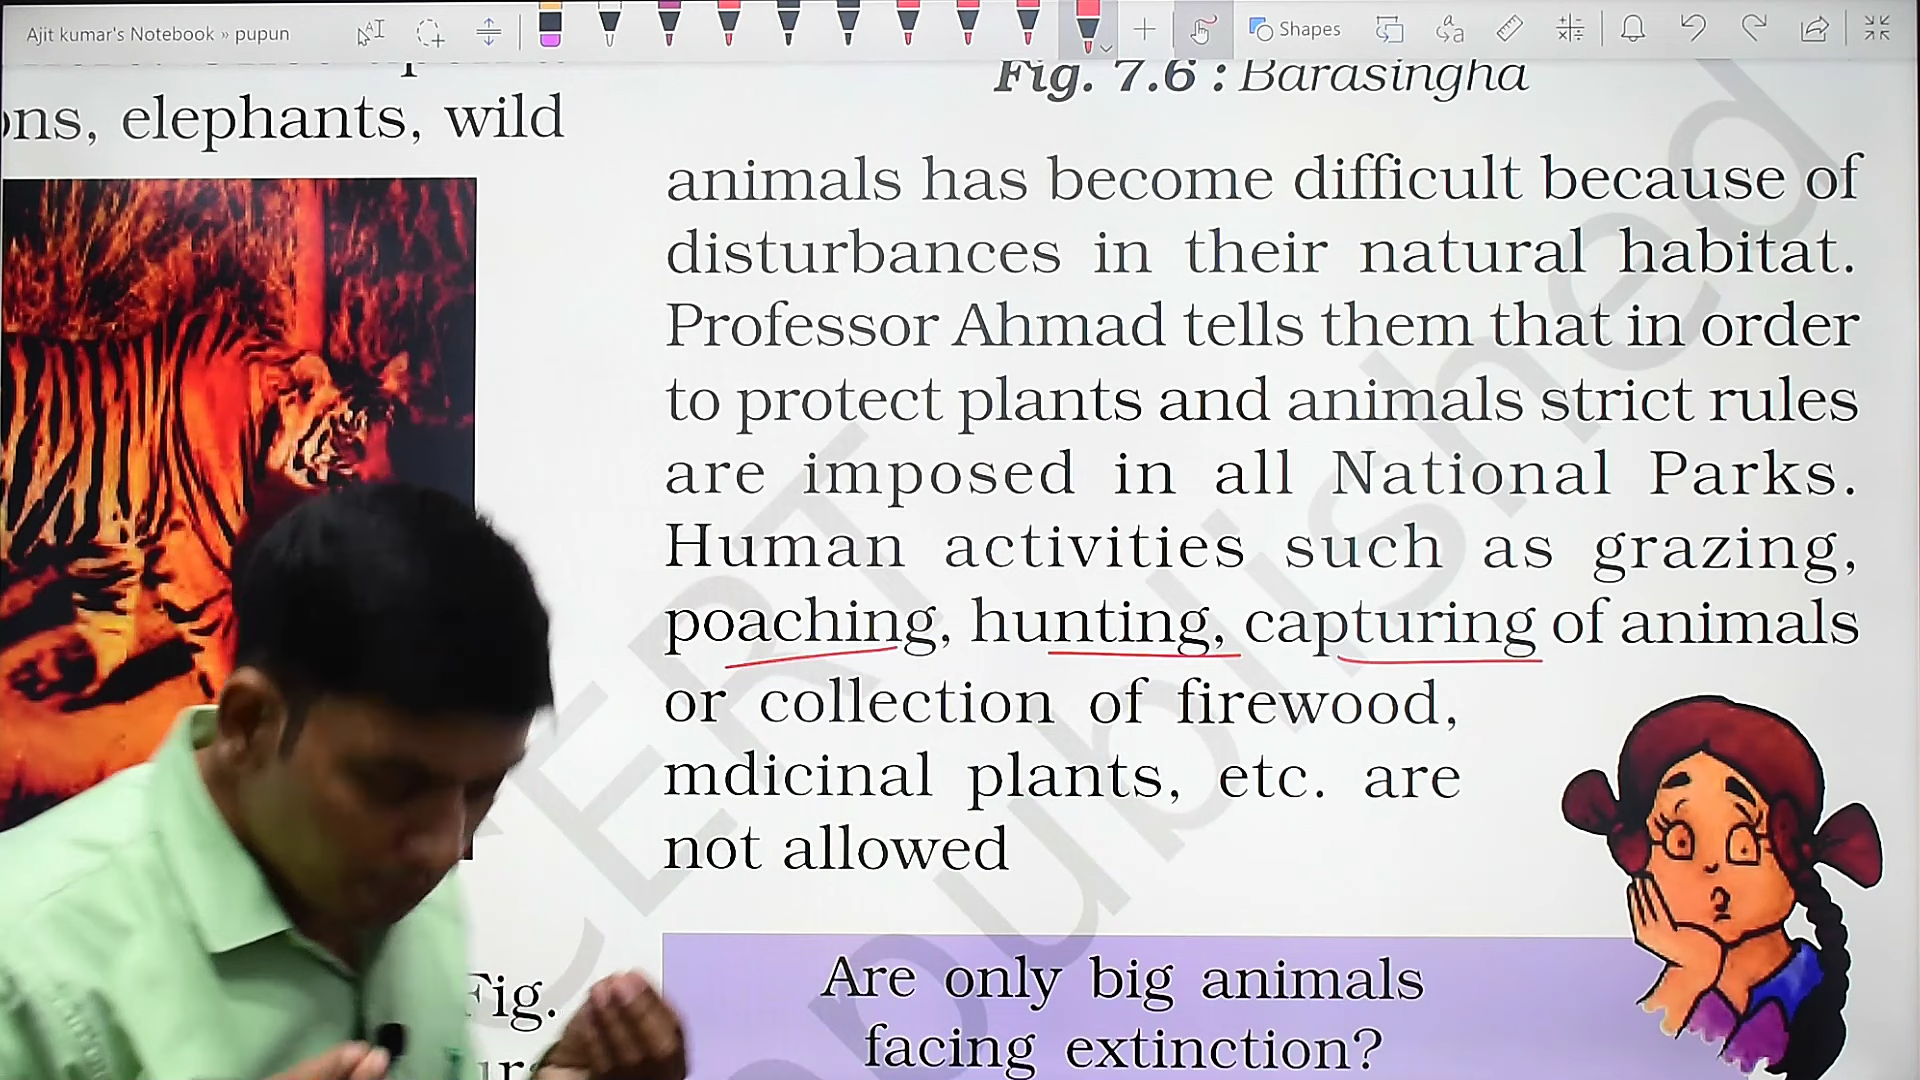 Ajit kumar's Notebook » pupun
Shapes
elephants, wild
Fig. 7.6 : Barasingha
animals has become difficult because of
disturbances in their natural habitat.
Professor Ahmad tells them that in order
to protect plants and animals strict rules
are imposed in all National Parks.
Human activities such as grazing,
poaching, hunting, capturing of animals
or collection of firewood,
mdicinal plants, etc. are
not allowed
Fig.
Are only big animals
facing extinction?